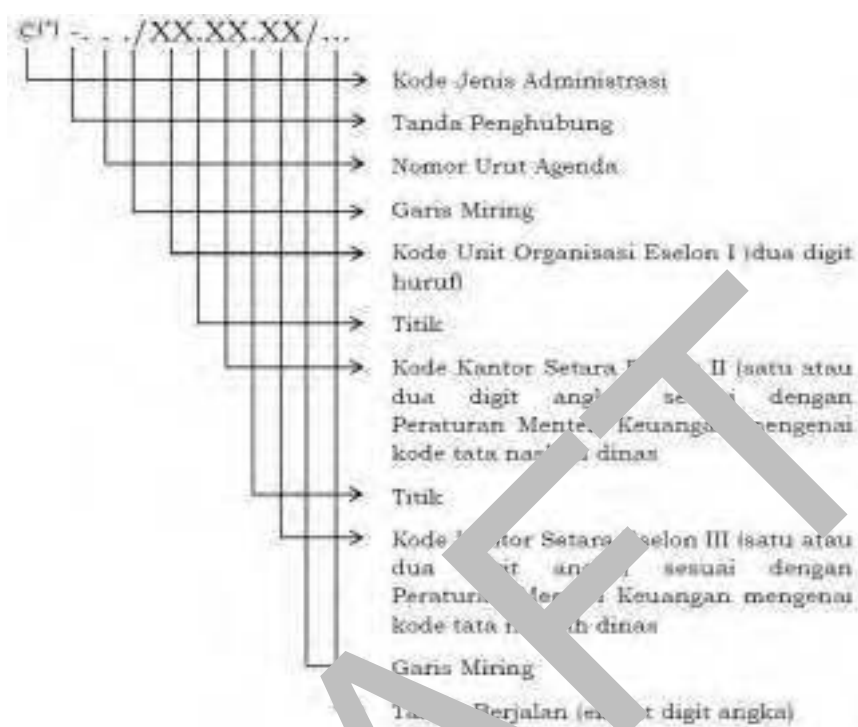 -. . ./XX.XX.XX/...
Kode Jenis Administrasi
Tanda Penghubung
Nomor Urut Agenda
Garis Miring
Kode Unit Organisasi Eselon I )dua digit
huruf)
Titik
Kode Kantor Setara II (satu atau
dua digit dengan
Peraturan Keuangan mengenai
kode tata dinas
Titik
Kode Setara Eselon III (satu atau
dua sesuai dengan
Keuangan mengenai
kode tata dinas
Garis Miring
Berjalan digit angka)